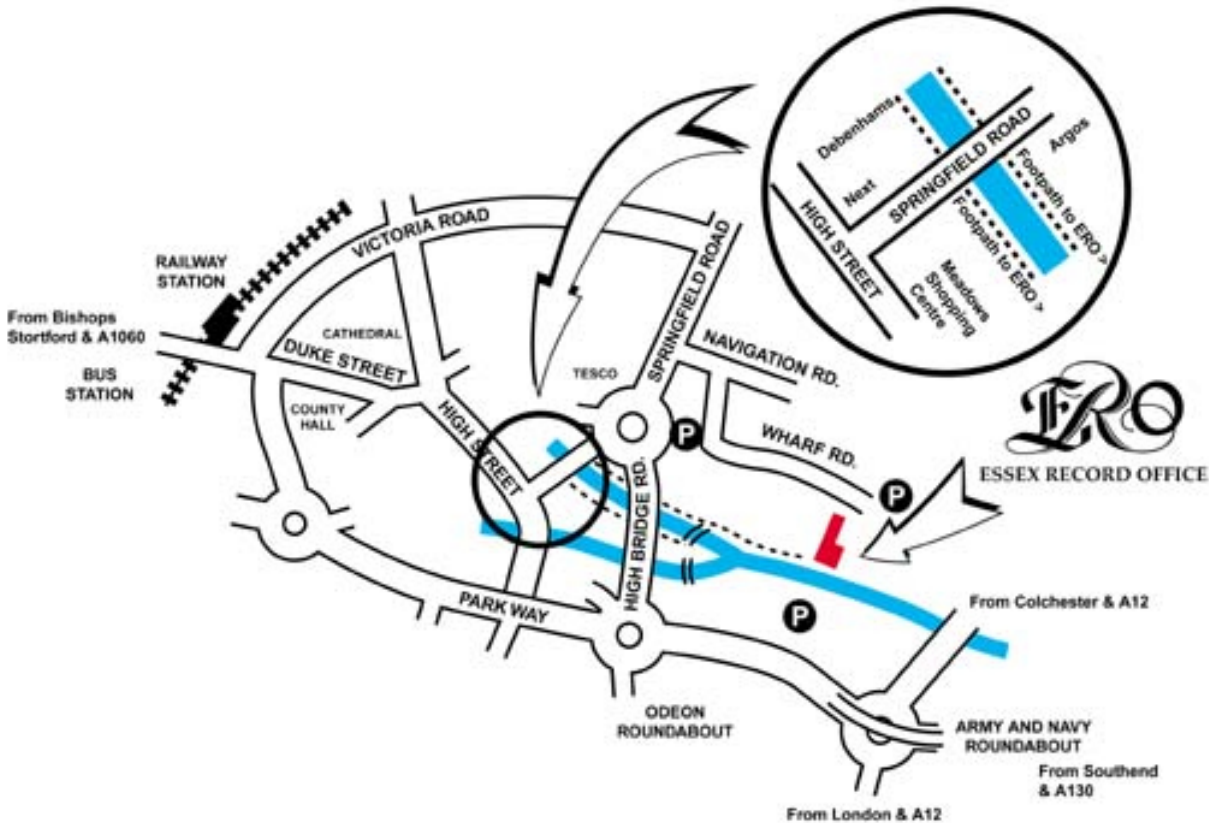 Debenhams
Next
SPRINGFIELD ROAD
Argos
Footpath to ERO >
Footpath to ERO >
HIGH STREET
Meadows
Shopping
Centre
VICTORIA ROAD
RAILWAY
STATION
From Bishops
Stortford & A1060
BUS
STATION
CATHEDRAL
DUKE STREET
COUNTY
HALL
HIGH STREET
TESCO
SPRINGFIELD ROAD
NAVIGATION RD.
WHARF RD.
P
P
ERO
ESSEX RECORD OFFICE
HIGH BRIDGE RD.
PARK WAY
P
From Colchester & A12
ODEON
ROUNDABOUT
ARMY AND NAVY
ROUNDABOUT
From Southend
& A130
From London & A12